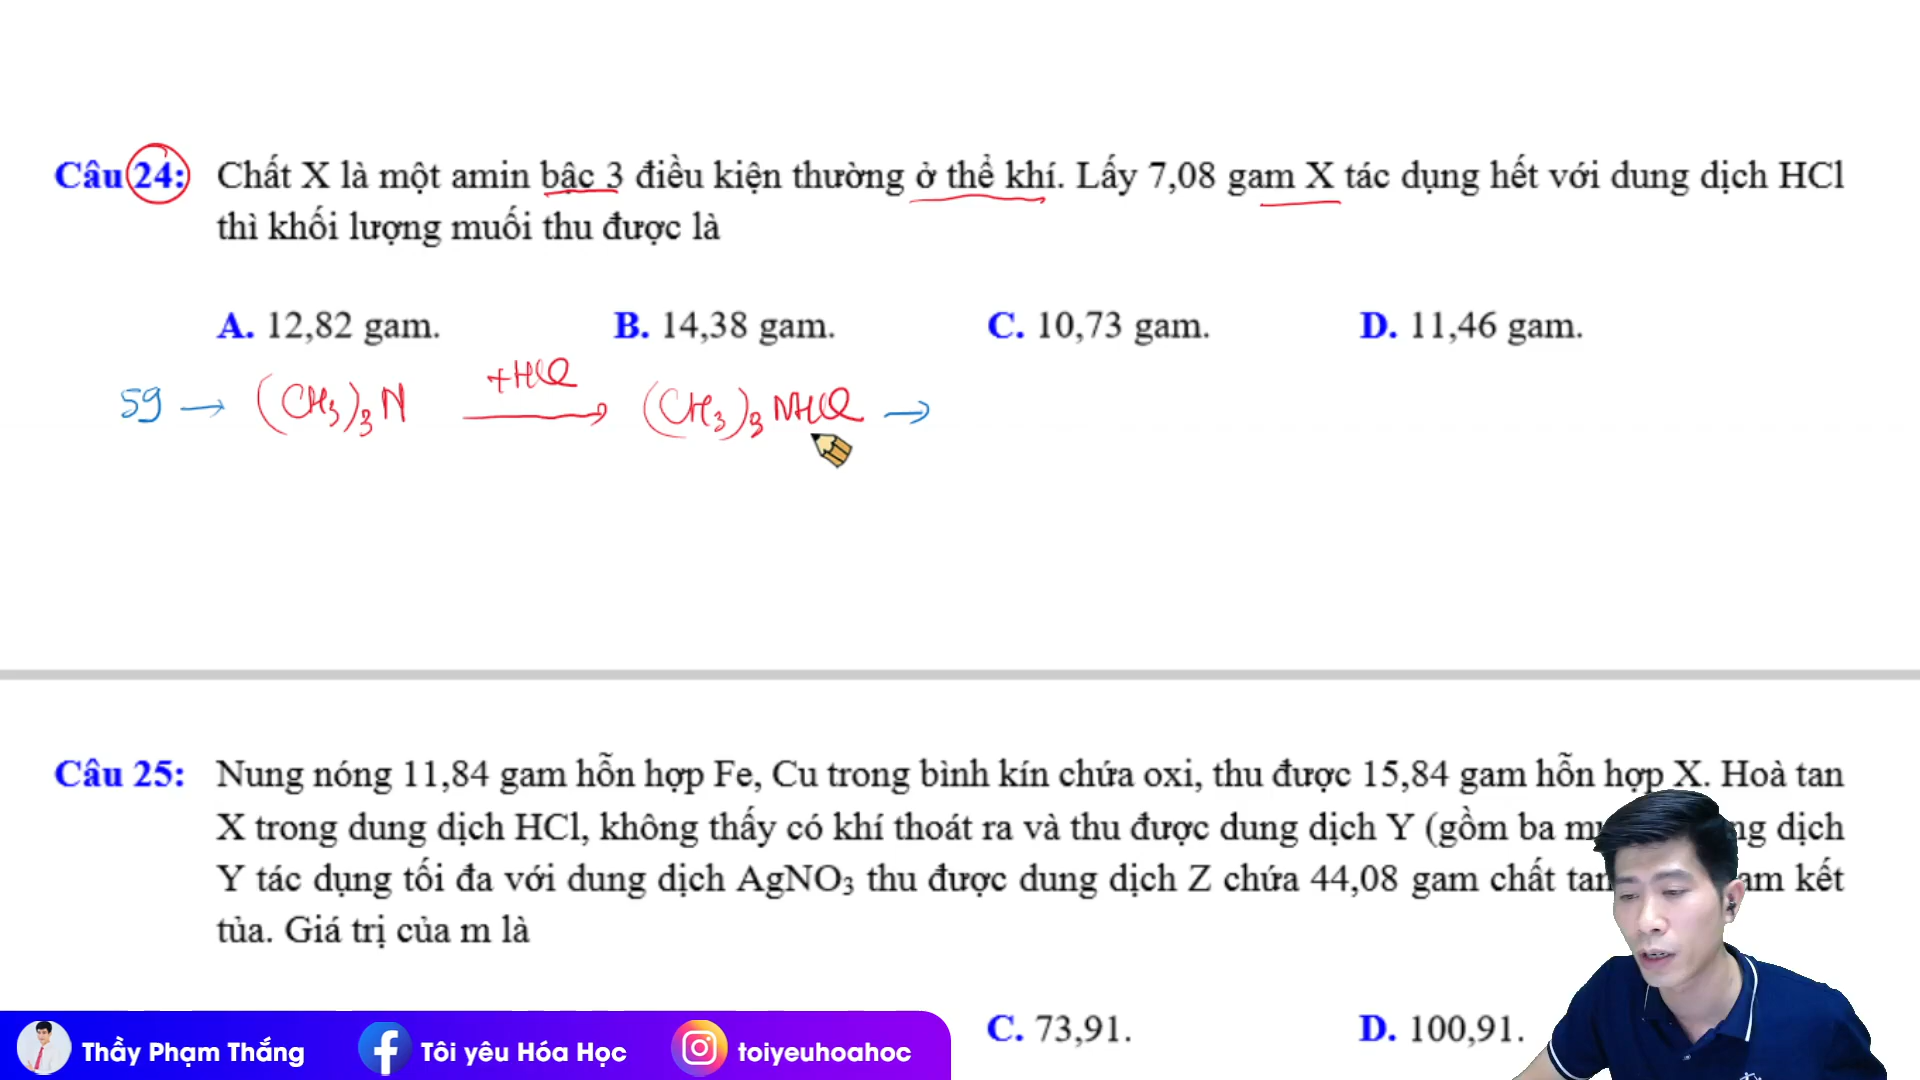 Câu 24: Chất X là một amin bậc 3 điều kiện thường ở thể khí. Lấy 7,08 gam X tác dụng hết với dung dịch HCl
thì khối lượng muối thu được là
A. 12,82 gam. B. 14,38 gam. C. 10,73 gam. D. 11,46 gam.
+HCl
59 → (CH₃)₃N → (CH₃)₃NHCl →
Câu 25: Nung nóng 11,84 gam hỗn hợp Fe, Cu trong bình kín chứa oxi, thu được 15,84 gam hỗn hợp X. Hoà tan
X trong dung dịch HCl, không thấy có khí thoát ra và thu được dung dịch Y (gồm ba dịch
Y tác dụng tối đa với dung dịch AgNO₃ thu được dung dịch Z chứa 44,08 gam chất kết
tủa. Giá trị của m là
C. 73,91. D. 100,91.
Thầy Phạm Thắng Tôi yêu Hóa Học toiyeuhoahoc